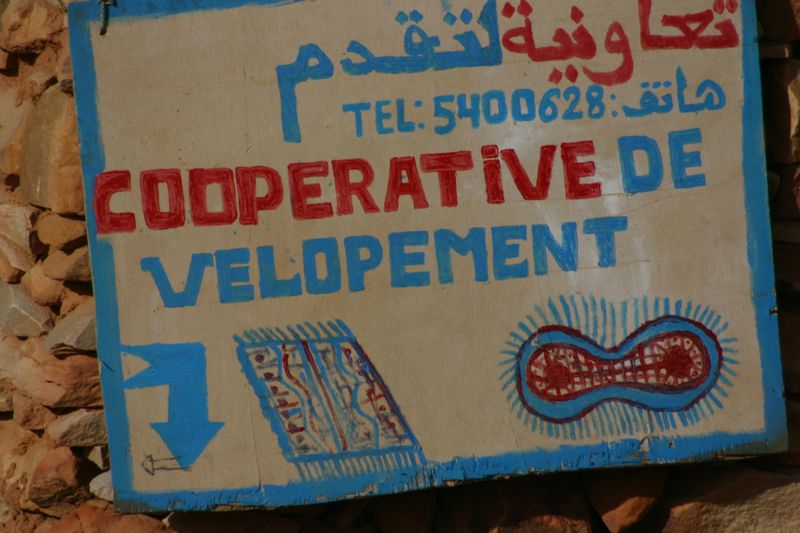 تعاونية لتقدم
TEL: 5400628: هاتف
COOPERATiVE DE
VELOPEMENT